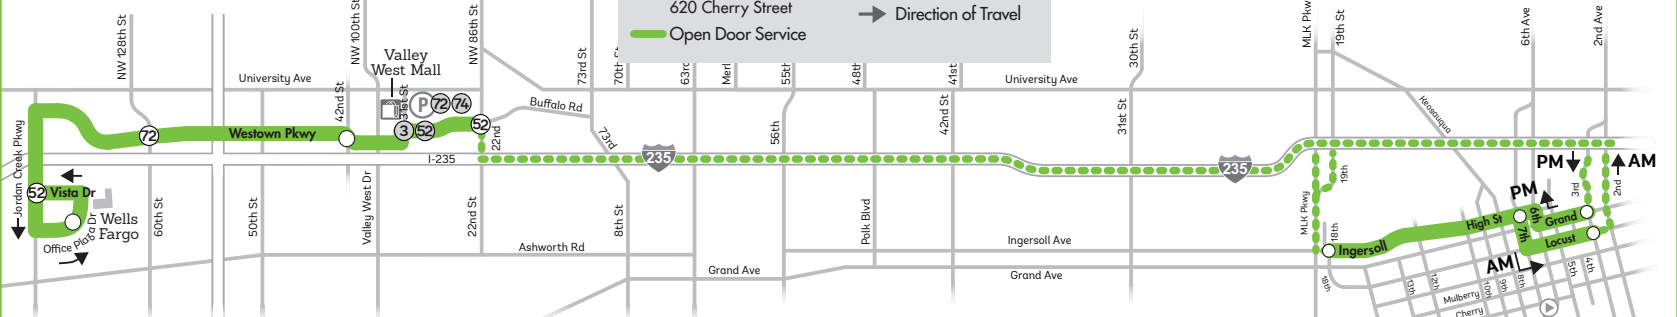 620 Cherry Street
Direction of Travel
Open Door Service
NW 128th St
NW 100th St
NW 86th St
73rd St
70th St
63rd
55th
48th
41st
30th St
MLK Pkwy
19th St
6th Ave
2nd Ave
Valley
West Mall
University Ave
University Ave
42nd St
31st St
P
72
74
3
52
52
22nd
Buffalo Rd
73rd
56th
42nd St
31st St
Keosauqua
72
Westown Pkwy
I-235
235
235
Jordan Creek Pkwy
52
Vista Dr
Wells
Fargo
Office Plaza Dr
60th St
50th St
Valley West Dr
22nd St
8th St
Polk Blvd
MLK Pkwy
19th
18th
18th
Ashworth Rd
Ingersoll Ave
Grand Ave
Grand Ave
Ingersoll
High St
PM
AM
PM
AM
3rd
2nd
6th
7th
Grand
Locust
13th
12th
10th
9th
8th
5th
4th
Mulberry
Cherry